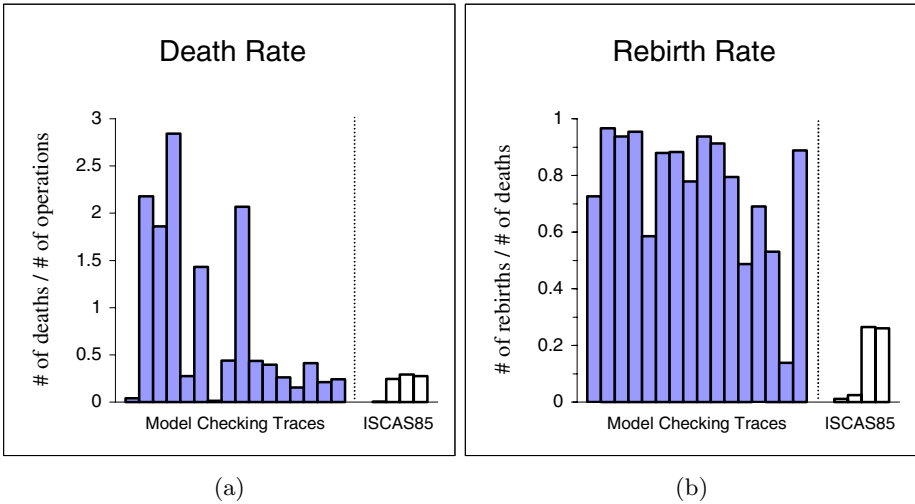 Death Rate
# of deaths / # of operations
3
2.5
2
1.5
1
0.5
0
Model Checking Traces
ISCAS85
(a)
Rebirth Rate
# of rebirths / # of deaths
1
0.8
0.6
0.4
0.2
0
Model Checking Traces
ISCAS85
(b)